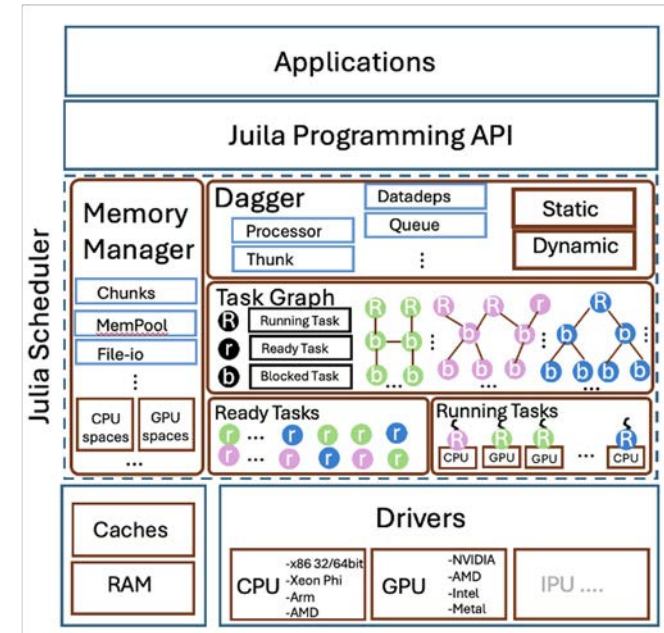 Applications
Juila Programming API
Julia Scheduler
Memory
Manager
Chunks
MemPool
File-io
⋮
CPU
spaces
GPU
spaces
...
Dagger
Processor
Thunk
Datadeps
Queue
⋮
Static
Dynamic
Task Graph
R Running Task
r Ready Task
b Blocked Task
R R
b b
b b
...
⋮
R R r
b b
b b b
...
⋮
R
b b
b b b b
...
⋮
Ready Tasks
r ... r r r r
r ... r r r r
Running Tasks
R R R R
CPU GPU GPU ... CPU
Caches
RAM
Drivers
CPU
-x86 32/64bit
-Xeon Phi
-Arm
-AMD
GPU
-NVIDIA
-AMD
-Intel
-Metal
IPU ....